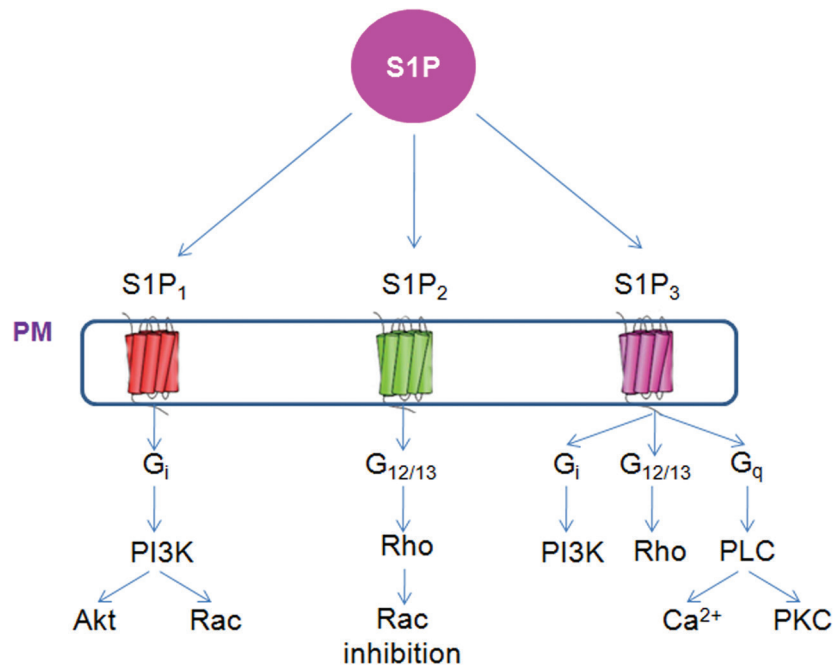 S1P
S1P₁ S1P₂ S1P₃
PM
Gᵢ G₁₂/₁₃ Gᵢ G₁₂/₁₃ G_q
PI3K Rho PI3K Rho PLC
Akt Rac Rac Ca²⁺ PKC
inhibition